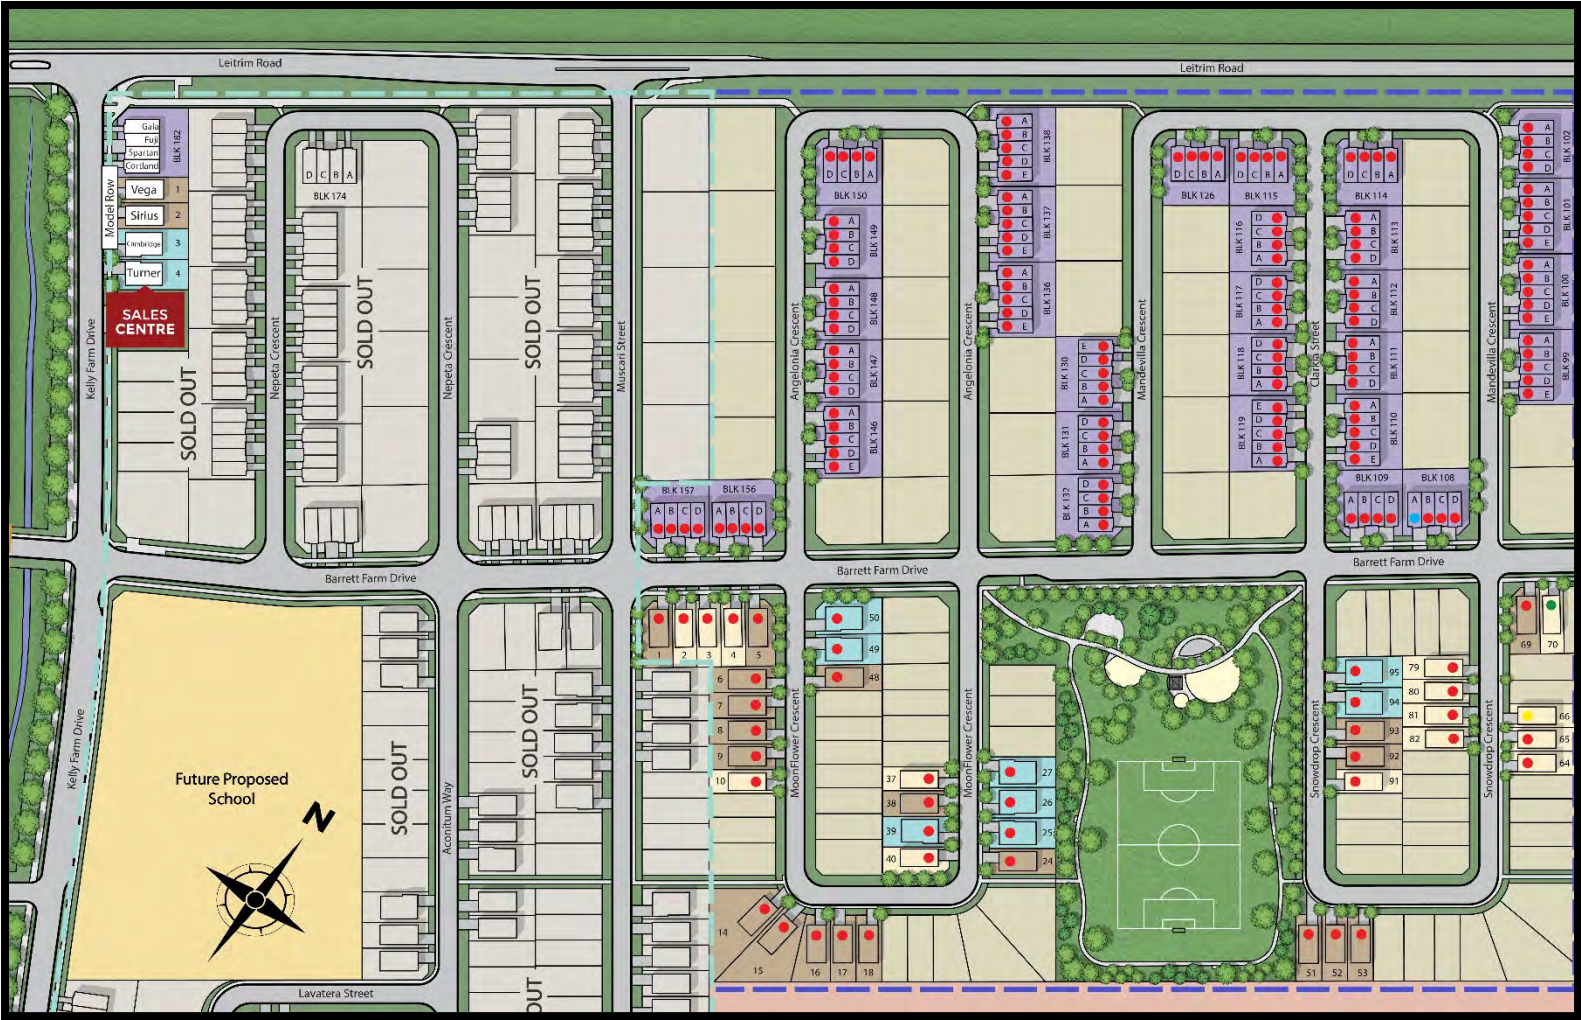 Leitrim Road
Leitrim Road
Gala
Fuji
Spartan
Cortland
BLK 182
Model Row
Vega 1
Sirius 2
Cambridge 3
Turner 4
SALES
CENTRE
Kelly Farm Drive
SOLD OUT
Nepeta Crescent
D C B A
BLK 174
SOLD OUT
Nepeta Crescent
SOLD OUT
Muscari Street
BLK 157
A B C D
BLK 156
A B C D
Angelonia Crescent
D C B A
BLK 150
A
B
C
D
BLK 149
A
B
C
D
BLK 148
A
B
C
D
BLK 147
A
B
C
D
E
BLK 146
Angelonia Crescent
A
B
C
D
E
BLK 138
A
B
C
D
E
BLK 137
A
B
C
D
E
BLK 136
E
D
C
B
A
BLK 130
D
C
B
A
BLK 131
D
C
B
A
BLK 132
Mandevilla Crescent
D C B A
BLK 126
D C B A
BLK 115
D
C
B
A
BLK 116
D
C
B
A
BLK 117
D
C
B
A
BLK 118
E
D
C
B
A
BLK 119
Clarkia Street
D C B A
BLK 114
A
B
C
D
BLK 113
A
B
C
D
BLK 112
A
B
C
D
BLK 111
A
B
C
D
E
BLK 110
BLK 109
A B C D
BLK 108
A B C D
Mandevilla Crescent
A
B
C
D
BLK 102
A
B
C
D
E
BLK 101
A
B
C
D
E
BLK 100
A
B
C
D
E
BLK 99
Barrett Farm Drive
Barrett Farm Drive
Barrett Farm Drive
Kelly Farm Drive
Future Proposed
School
N
SOLD OUT
Aconitum Way
SOLD OUT
Lavatera Street
OUT
1 2 3 4 5
6
7
8
9
10
14
15
16 17 18
MoonFlower Crescent
50
49
48
37
38
39
40
MoonFlower Crescent
27
26
25
24
Snowdrop Crescent
95
94
93
92
91
79
80
81
82
51 52 53
Snowdrop Crescent
69 70
66
65
64